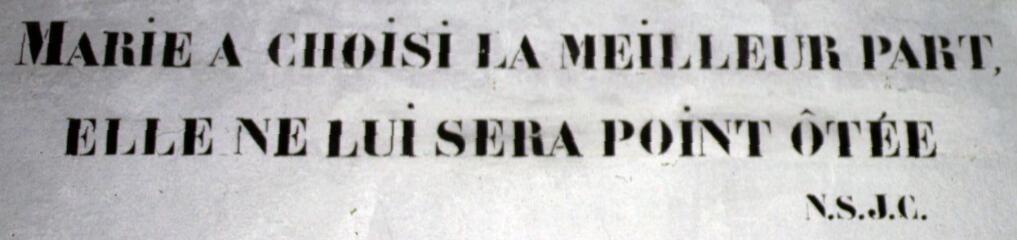 MARIE A CHOISI LA MEILLEUR PART,
ELLE NE LUI SERA POINT ÔTÉE
N.S.J.C.